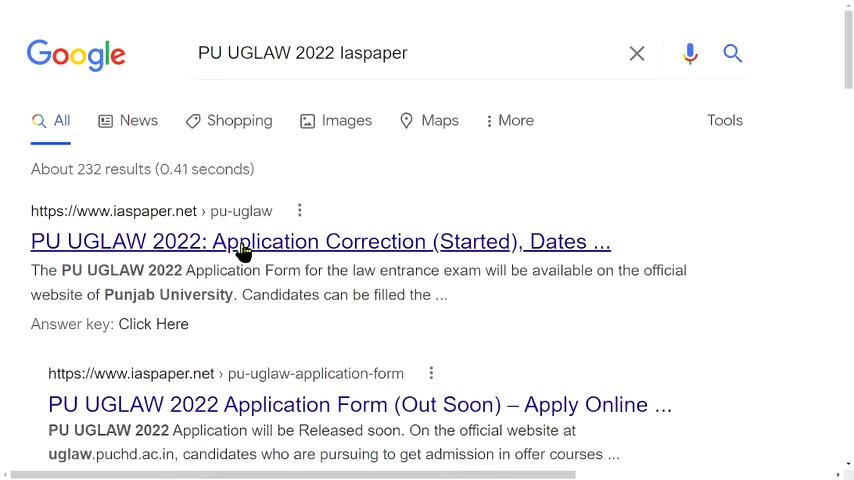 Google
PU UGLAW 2022 Iaspaper
All News Shopping Images Maps More Tools
About 232 results (0.41 seconds)
https://www.iaspaper.net › pu-uglaw
PU UGLAW 2022: Application Correction (Started), Dates ...
The PU UGLAW 2022 Application Form for the law entrance exam will be available on the official
website of Punjab University. Candidates can be filled the ...
Answer key: Click Here
https://www.iaspaper.net › pu-uglaw-application-form
PU UGLAW 2022 Application Form (Out Soon) – Apply Online ...
PU UGLAW 2022 Application will be Released soon. On the official website at
uglaw.puchd.ac.in, candidates who are pursuing to get admission in offer courses ...